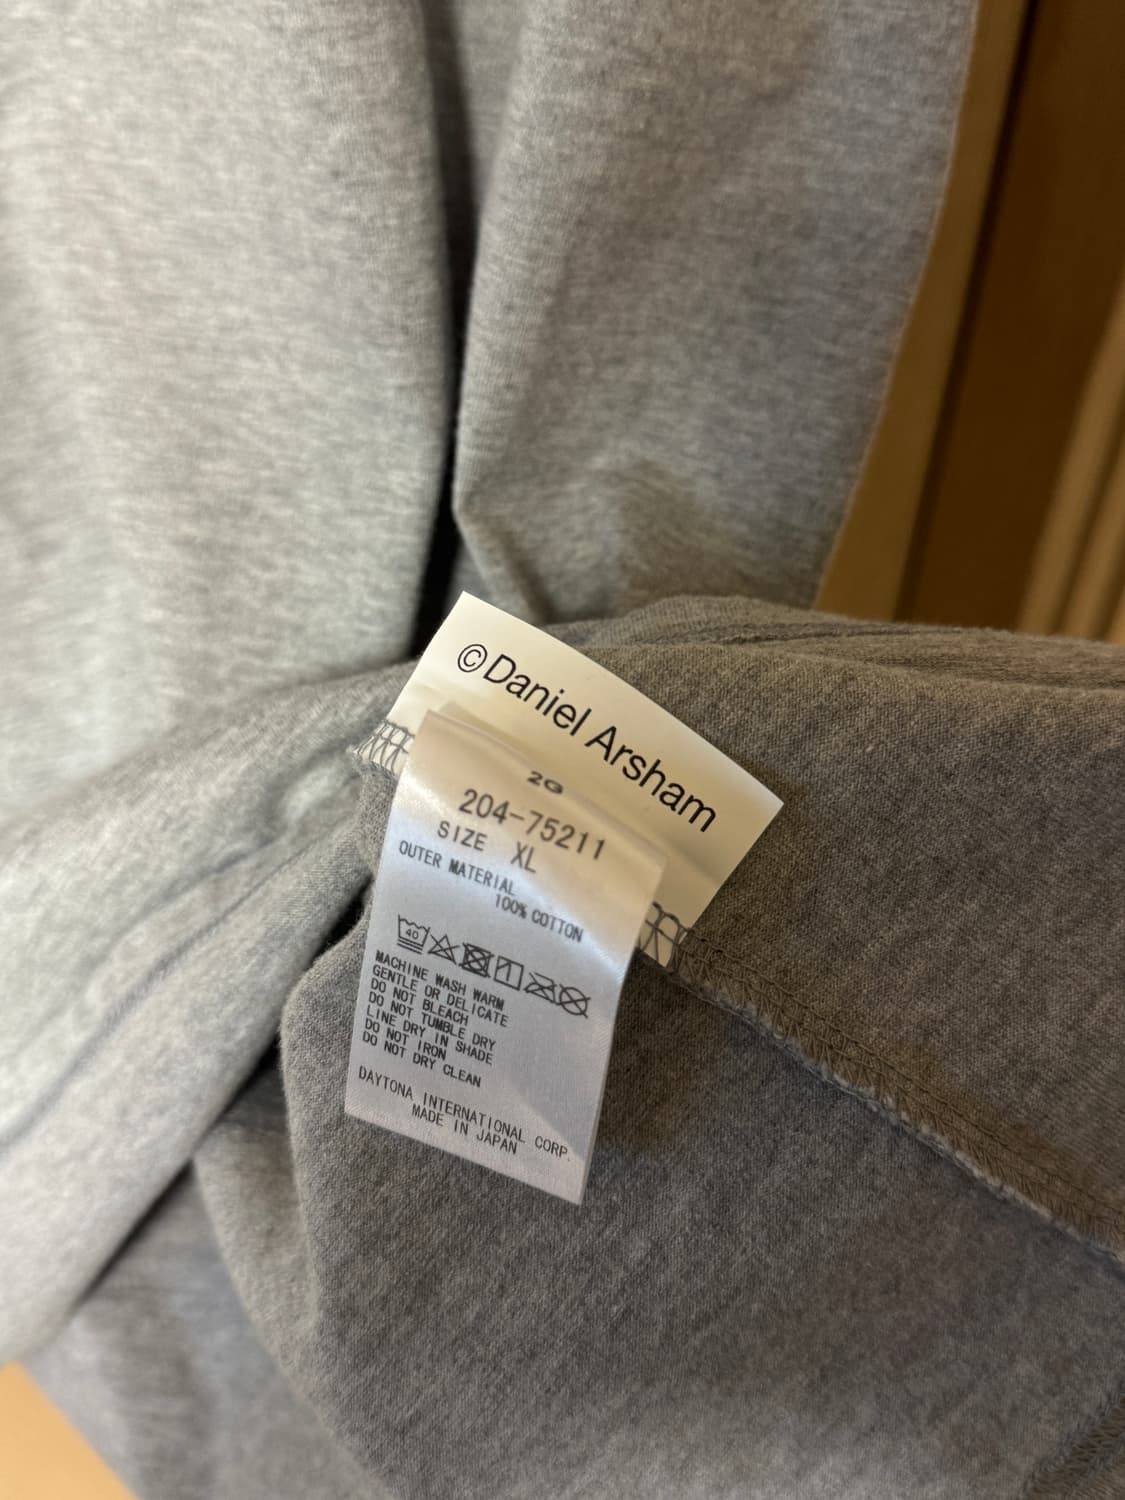 ©Daniel Arsham
2G
204-75211
SIZE XL
OUTER MATERIAL
100% COTTON
40
MACHINE WASH WARM
GENTLE OR DELICATE
DO NOT BLEACH
DO NOT TUMBLE DRY
LINE DRY IN SHADE
DO NOT IRON
DO NOT DRY CLEAN
DAYTONA INTERNATIONAL CORP.
MADE IN JAPAN